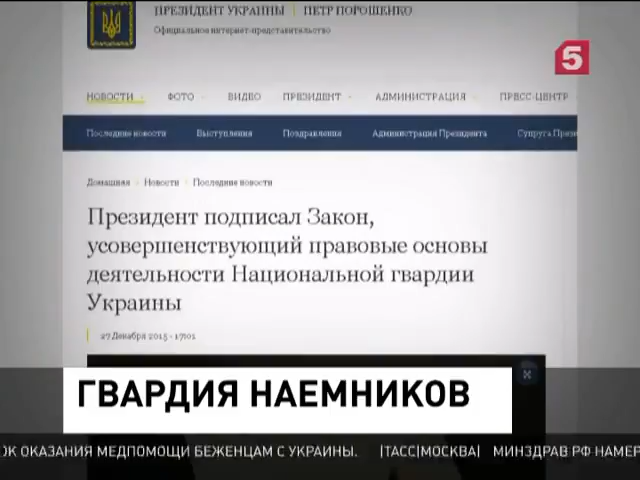 ПРЕЗИДЕНТ УКРАИНЫ | ПЕТР ПОРОШЕНКО
Официальное интернет-представительство
5
НОВОСТИ ФОТО ВИДЕО ПРЕЗИДЕНТ АДМИНИСТРАЦИЯ ПРЕСС-ЦЕНТР
Последние новости Выступления Поздравления Администрация Президента Супруга
Домашняя Новости Последние новости
Президент подписал Закон,
усовершенствующий правовые основы
деятельности Национальной гвардии
Украины
27 Декабря 2015 - 17:01
ГВАРДИЯ НАЕМНИКОВ
ОКАЗАНИЯ МЕДПОМОЩИ БЕЖЕНЦАМ С УКРАИНЫ. |ТАСС|МОСКВА| МИНЗДРАВ РФ